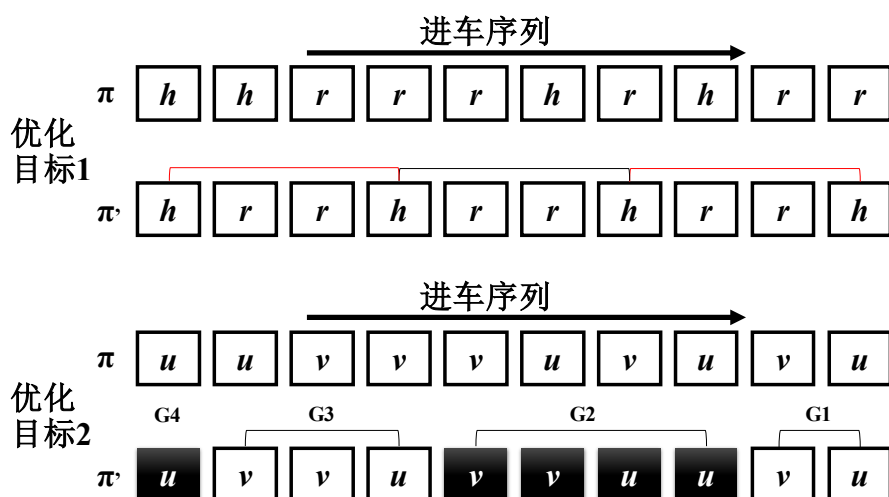 进车序列
π h h r r r h r h r r
优化
目标1
π’ h r r h r r h r r h
进车序列
π u u v v v u v u v u
优化
目标2
G4 G3 G2 G1
π’ u v v u v v u u v u